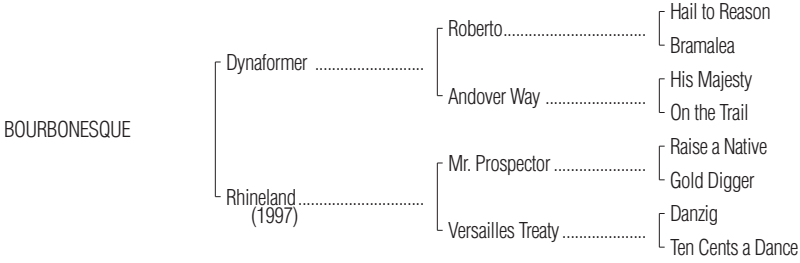 Hail to Reason
Roberto..............................
Bramalea
Dynaformer .......................
His Majesty
Andover Way .....................
On the Trail
BOURBONESQUE
Raise a Native
Mr. Prospector ...................
Gold Digger
Rhineland...........................
(1997)
Danzig
Versailles Treaty ..................
Ten Cents a Dance